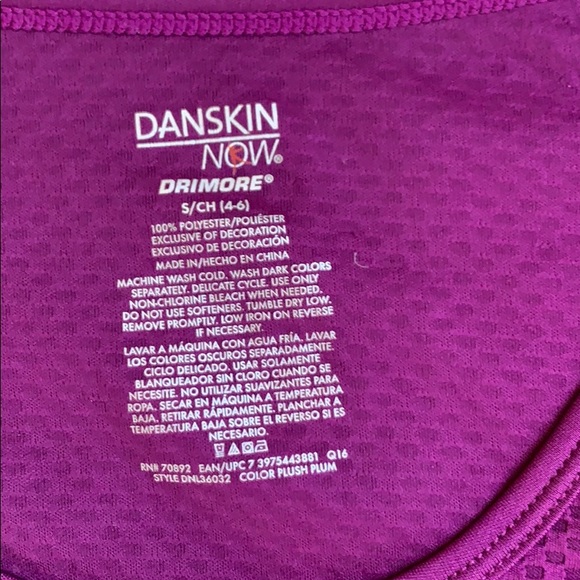 DANSKIN
NOW®
DRIMORE®
S/CH (4-6)
100% POLYESTER/POLIÉSTER
EXCLUSIVE OF DECORATION
EXCLUSIVO DE DECORACIÓN
MADE IN/HECHO EN CHINA
MACHINE WASH COLD. WASH DARK COLORS
SEPARATELY. DELICATE CYCLE. USE ONLY
NON-CHLORINE BLEACH WHEN NEEDED.
DO NOT USE SOFTENERS. TUMBLE DRY LOW.
REMOVE PROMPTLY. LOW IRON ON REVERSE
IF NECESSARY.
LAVAR A MÁQUINA CON AGUA FRÍA. LAVAR
LOS COLORES OSCUROS SEPARADAMENTE.
CICLO DELICADO. USAR SOLAMENTE
BLANQUEADOR SIN CLORO CUANDO SE
NECESITE. NO UTILIZAR SUAVIZANTES PARA
ROPA. SECAR EN MÁQUINA A TEMPERATURA
BAJA. RETIRAR RÁPIDAMENTE. PLANCHAR A
TEMPERATURA BAJA SOBRE EL REVERSO SI ES
NECESARIO.
RN# 70892 EAN/UPC 7 3975443881 Q16
STYLE DNL36032 COLOR PLUSH PLUM